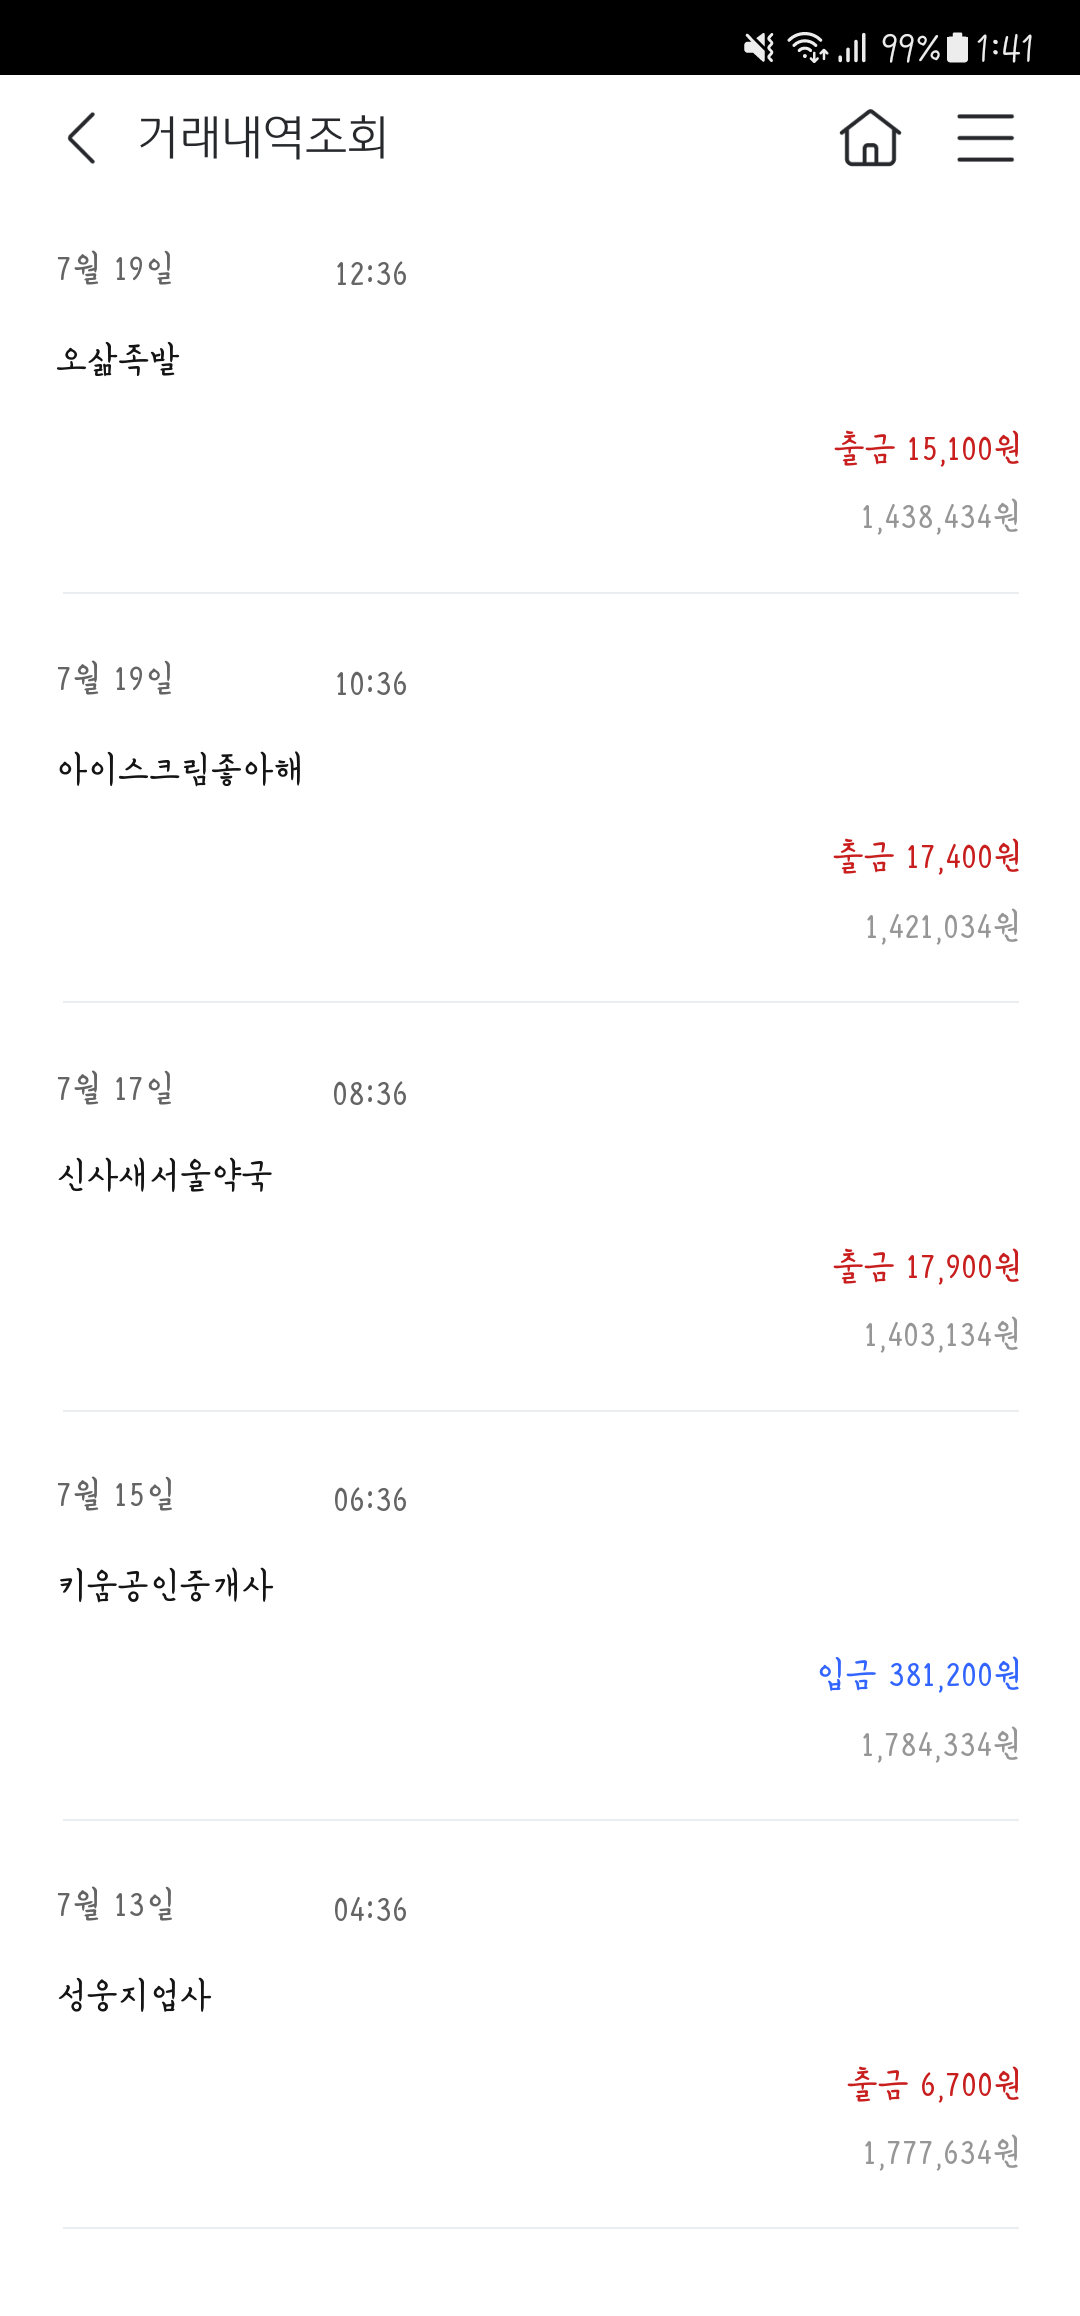 99% 1:41
거래내역조회
7월 19일 12:36
오삶족발
출금 15,100원
1,438,434원
7월 19일 10:36
아이스크림좋아해
출금 17,400원
1,421,034원
7월 17일 08:36
신사새서울약국
출금 17,900원
1,403,134원
7월 15일 06:36
키움공인중개사
입금 381,200원
1,784,334원
7월 13일 04:36
성웅지업사
출금 6,700원
1,777,634원